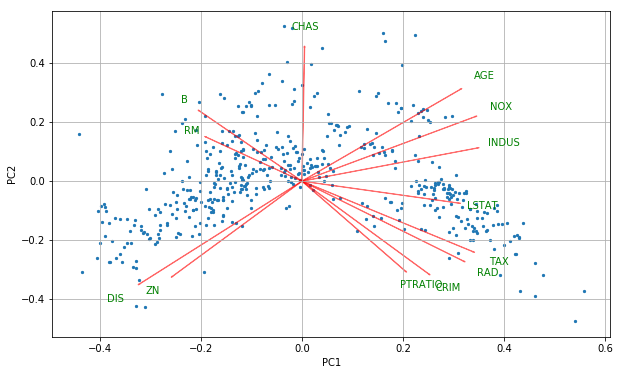 CHAS
AGE
B
NOX
RM
INDUS
LSTAT
TAX
RAD
PTRATIO
CRIM
ZN
DIS
PC2
0.4
0.2
0.0
−0.2
−0.4
−0.4
−0.2
0.0
0.2
0.4
0.6
PC1